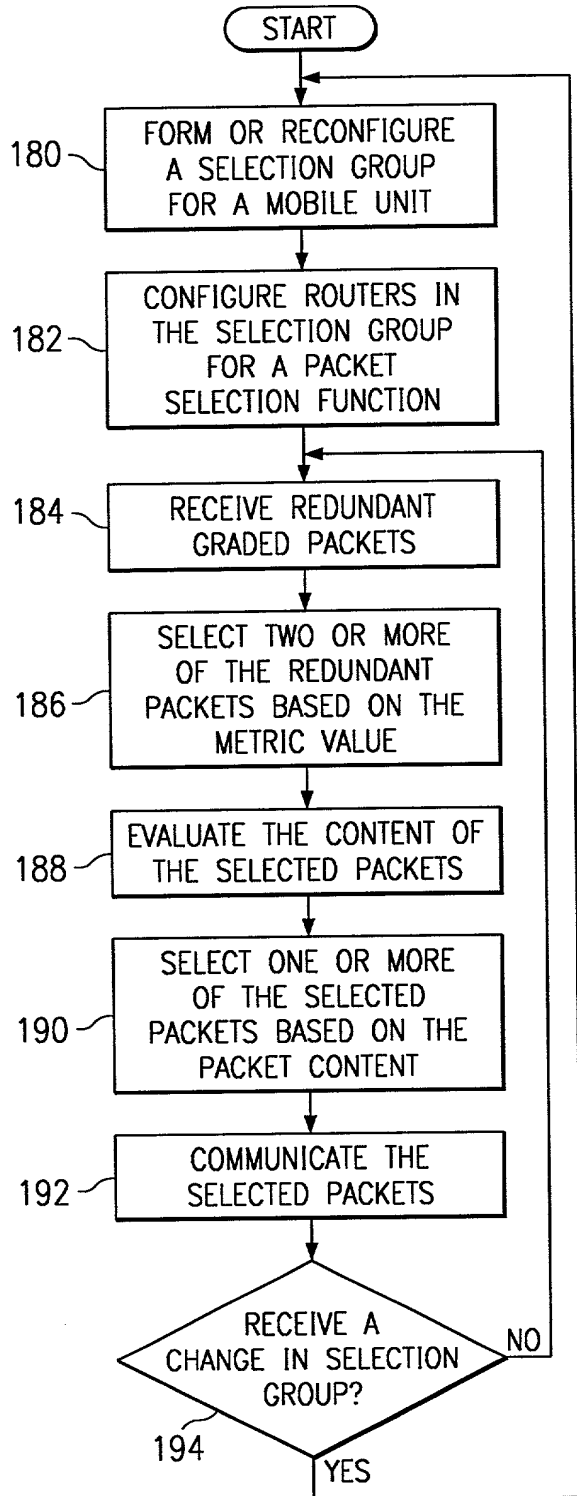 START
180
FORM OR RECONFIGURE
A SELECTION GROUP
FOR A MOBILE UNIT
182
CONFIGURE ROUTERS IN
THE SELECTION GROUP
FOR A PACKET
SELECTION FUNCTION
184
RECEIVE REDUNDANT
GRADED PACKETS
186
SELECT TWO OR MORE
OF THE REDUNDANT
PACKETS BASED ON THE
METRIC VALUE
188
EVALUATE THE CONTENT OF
THE SELECTED PACKETS
190
SELECT ONE OR MORE
OF THE SELECTED
PACKETS BASED ON THE
PACKET CONTENT
192
COMMUNICATE THE
SELECTED PACKETS
RECEIVE A
CHANGE IN SELECTION
GROUP?
NO
194
YES